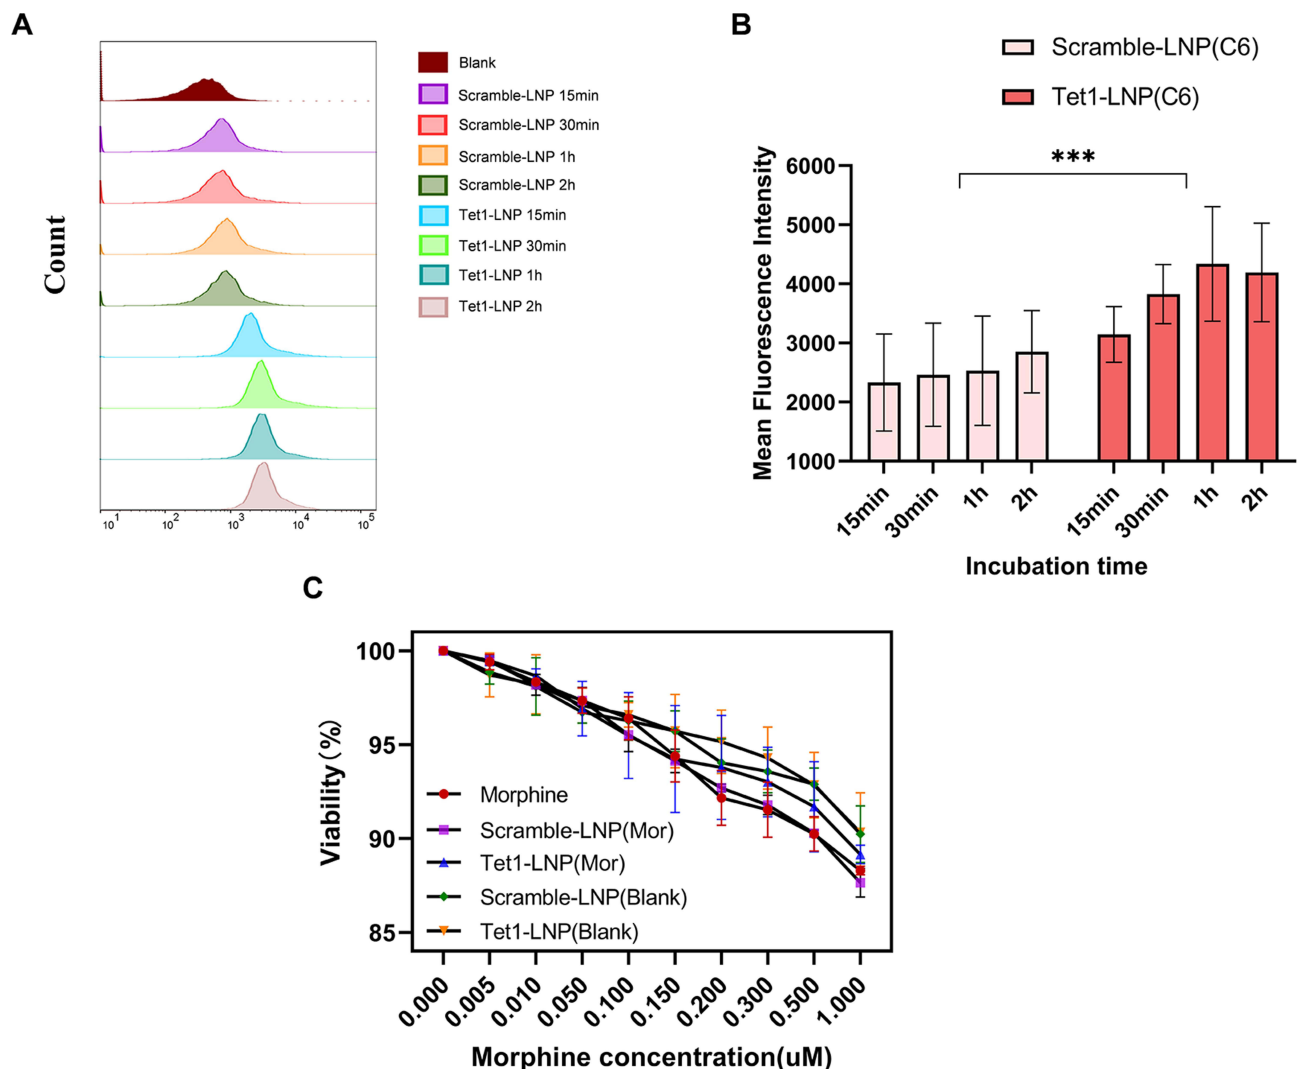 A
Count
Blank
Scramble-LNP 15min
Scramble-LNP 30min
Scramble-LNP 1h
Scramble-LNP 2h
Tet1-LNP 15min
Tet1-LNP 30min
Tet1-LNP 1h
Tet1-LNP 2h
10^1 10^2 10^3 10^4 10^5
B
Scramble-LNP(C6)
Tet1-LNP(C6)
***
Mean Fluorescence Intensity
6000
5000
4000
3000
2000
1000
15min 30min 1h 2h 15min 30min 1h 2h
Incubation time
C
Viability(%)
100
95
90
85
Morphine
Scramble-LNP(Mor)
Tet1-LNP(Mor)
Scramble-LNP(Blank)
Tet1-LNP(Blank)
0.000 0.005 0.010 0.050 0.100 0.150 0.200 0.300 0.500 1.000
Morphine concentration(uM)